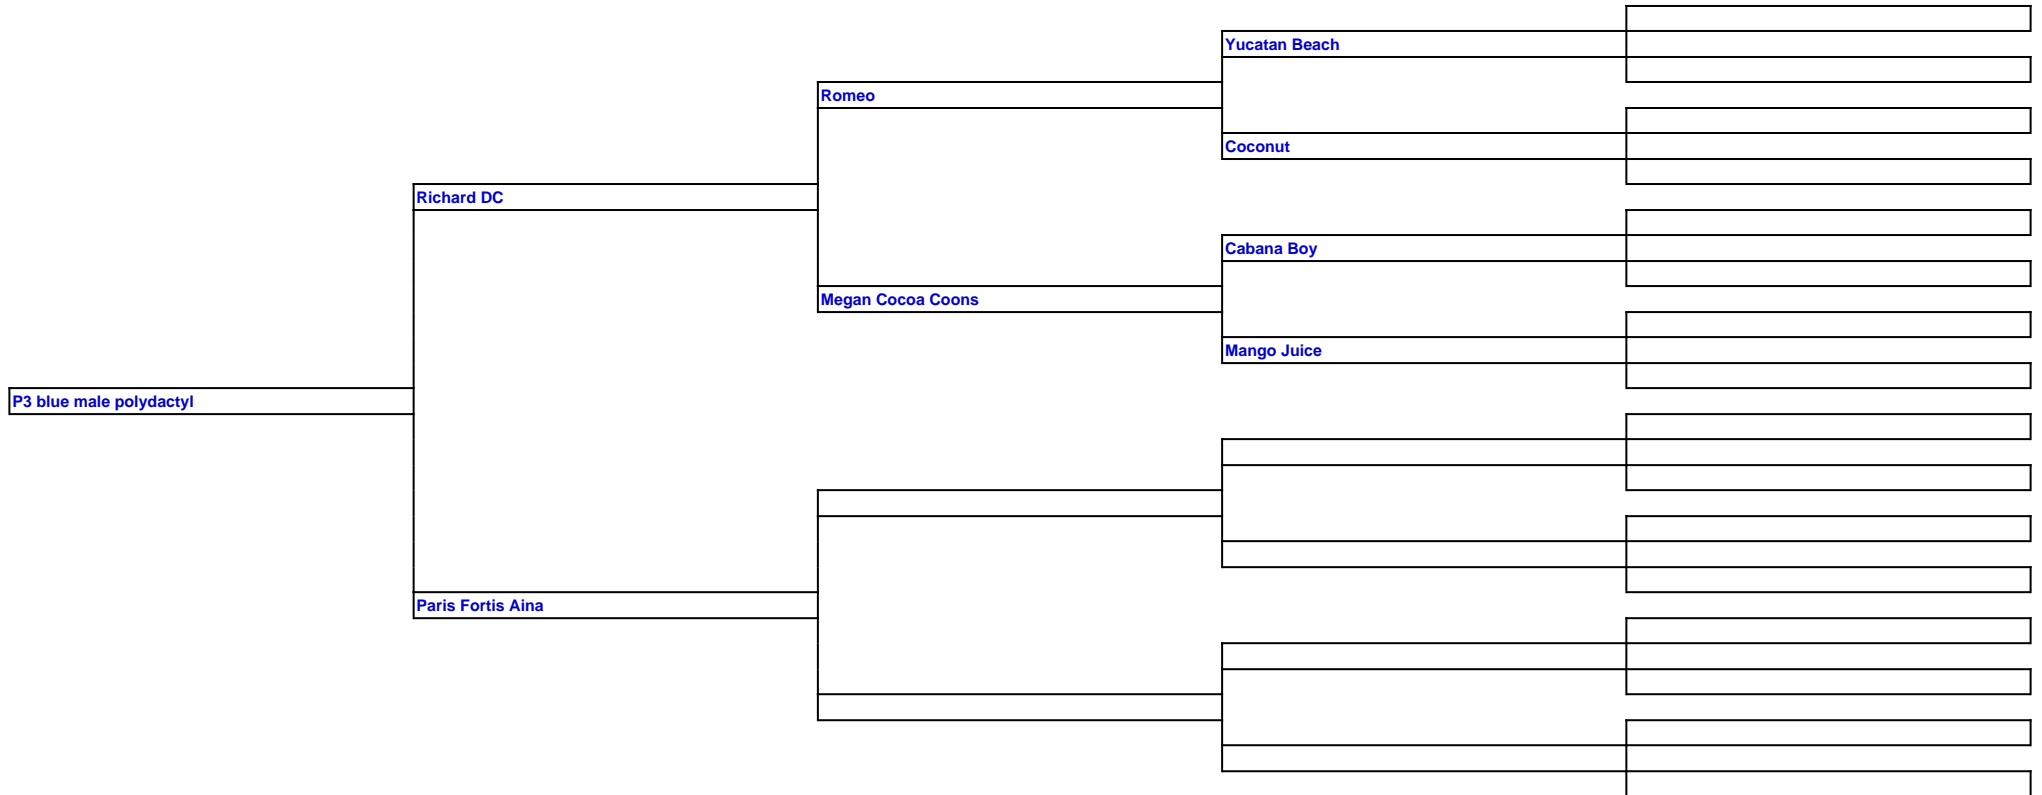 Yucatan Beach
Romeo
Coconut
Richard DC
Cabana Boy
Megan Cocoa Coons
Mango Juice
P3 blue male polydactyl
Paris Fortis Aina